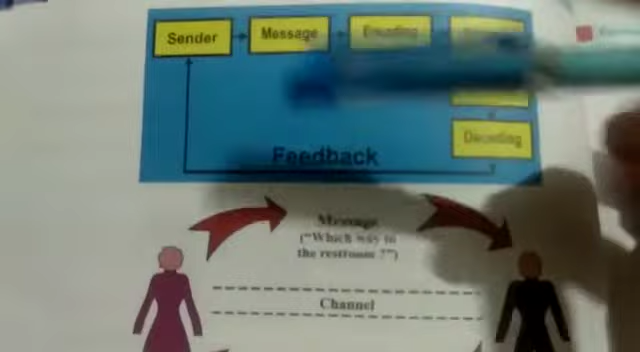 Sender
Message
Encoding
Decoding
Feedback
Message
("Which way to
the restroom ?")
Channel